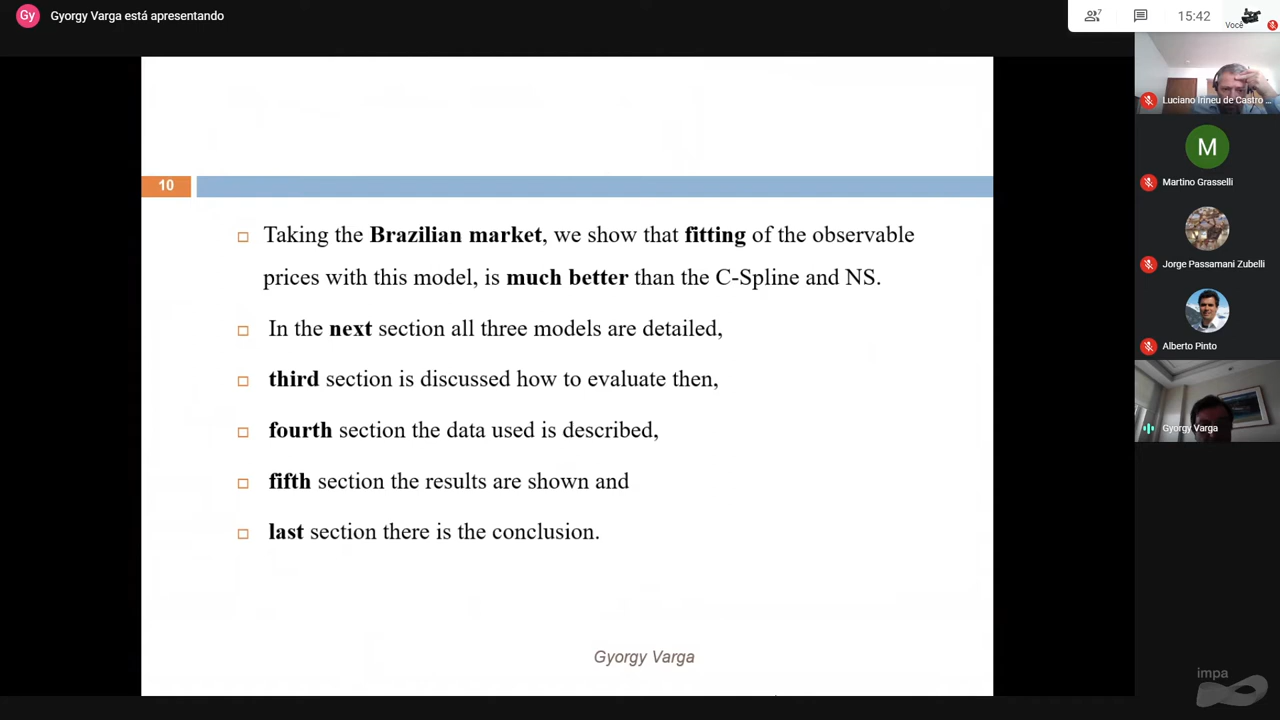 Gy
Gyorgy Varga está apresentando
7
15:42
Você
10
Taking the Brazilian market, we show that fitting of the observable
prices with this model, is much better than the C-Spline and NS.
In the next section all three models are detailed,
third section is discussed how to evaluate then,
fourth section the data used is described,
fifth section the results are shown and
last section there is the conclusion.
Gyorgy Varga
Luciano Irineu de Castro ...
M
Martino Grasselli
Jorge Passamani Zubelli
Alberto Pinto
Gyorgy Varga
impa